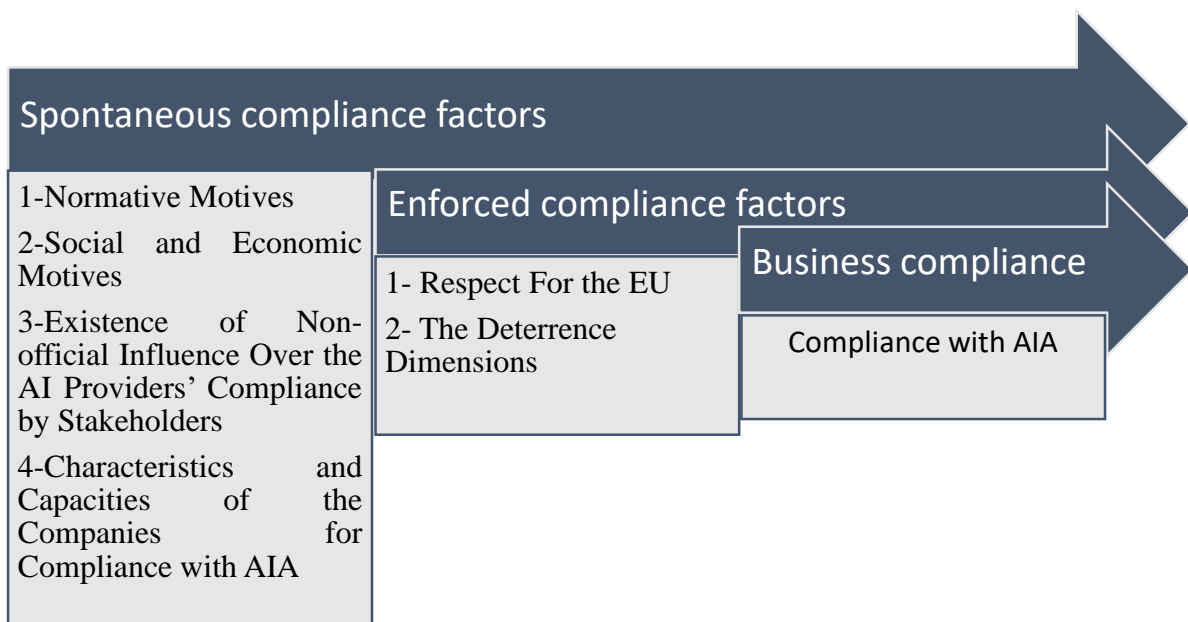 Spontaneous compliance factors
1-Normative Motives
2-Social and Economic
Motives
3-Existence of Non-
official Influence Over the
AI Providers’ Compliance
by Stakeholders
4-Characteristics and
Capacities of the
Companies for
Compliance with AIA
Enforced compliance factors
1- Respect For the EU
2- The Deterrence
Dimensions
Business compliance
Compliance with AIA